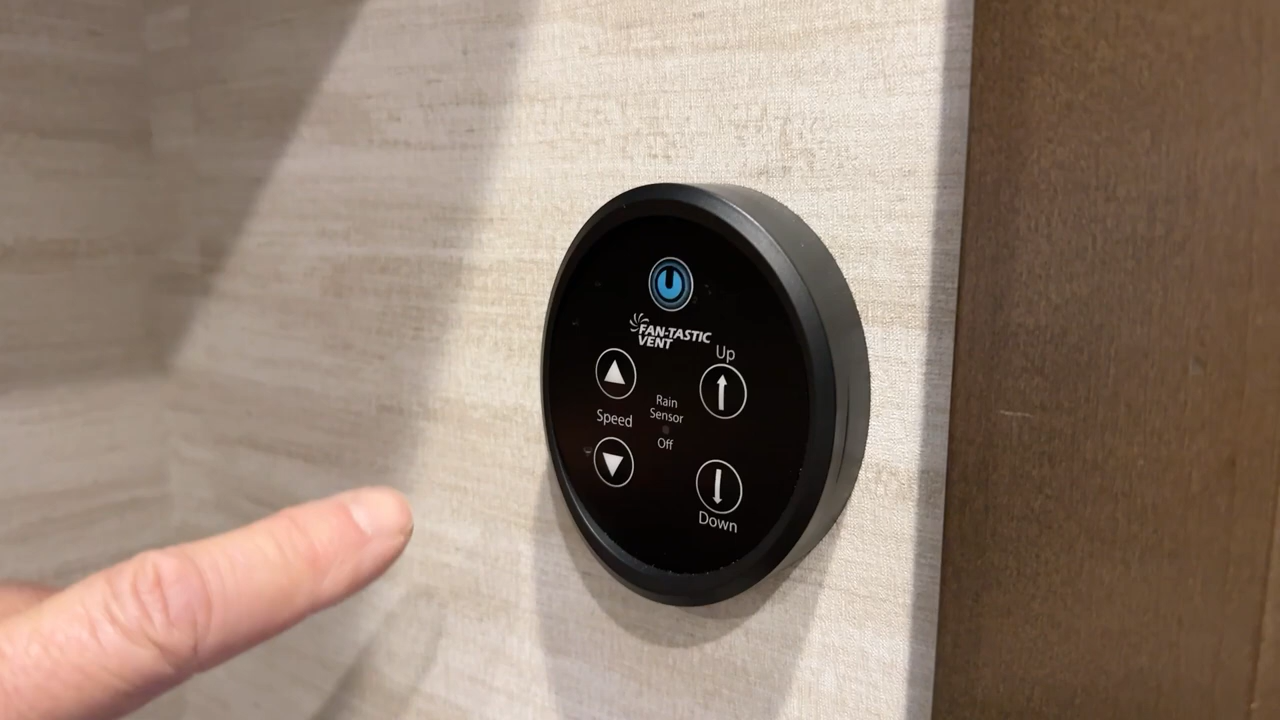 FAN-TASTIC
VENT
Up
Speed
Rain
Sensor
Off
Down